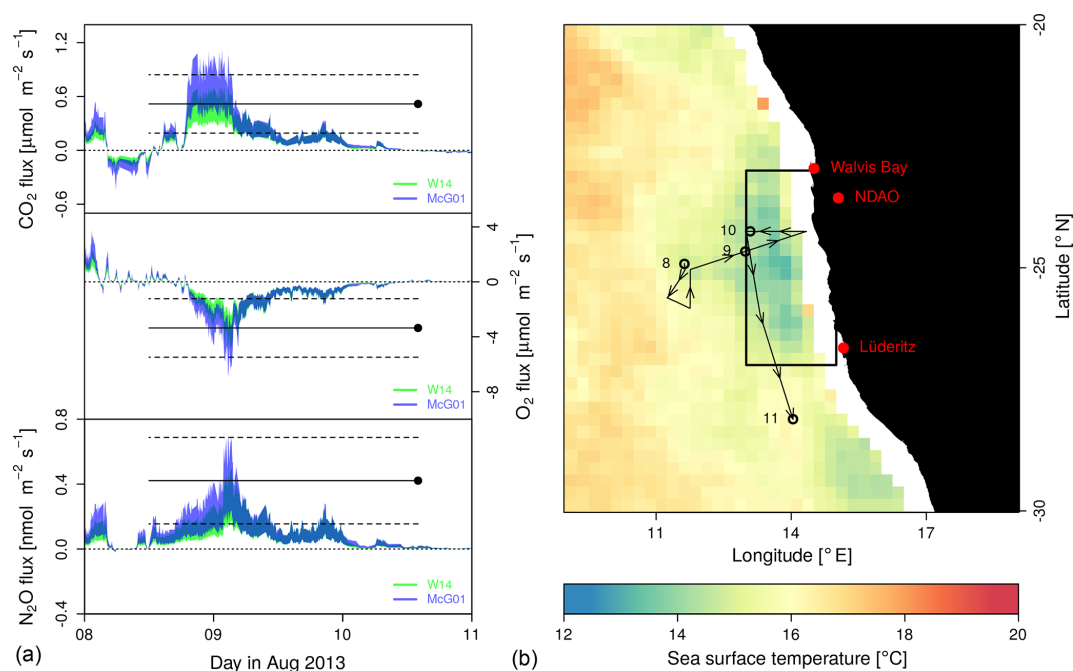 CO₂ flux [µmol m⁻² s⁻¹]
1.2
0.6
0.0
-0.6
W14
McG01
O₂ flux [µmol m⁻² s⁻¹]
4
0
-4
-8
W14
McG01
N₂O flux [nmol m⁻² s⁻¹]
0.8
0.4
0.0
-0.4
W14
McG01
08
09
10
11
Day in Aug 2013
(a)
-20
-25
-30
Latitude [°N]
Walvis Bay
NDAO
Lüderitz
8
9
10
11
11
14
17
Longitude [°E]
12
14
16
18
20
Sea surface temperature [°C]
(b)